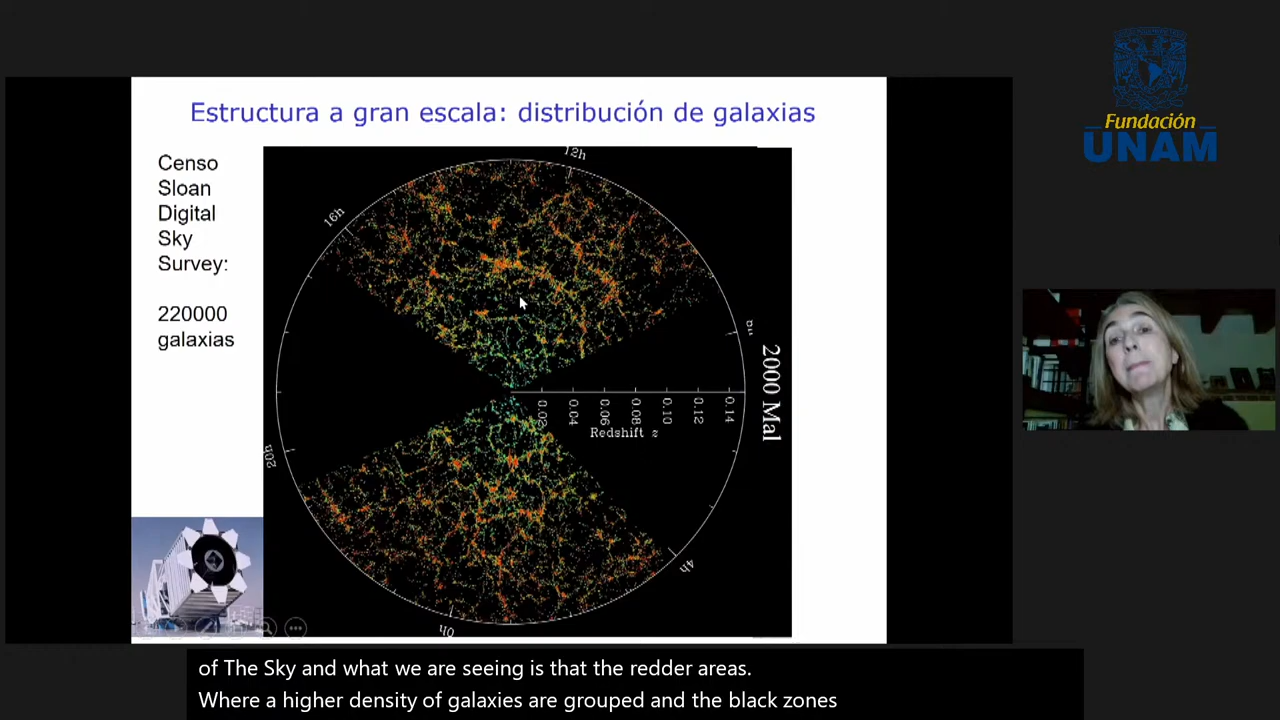 Estructura a gran escala: distribución de galaxias
Censo
Sloan
Digital
Sky
Survey:
220000
galaxias
12h
16h
20h
0h
4h
0.02
0.04
0.06
0.08
0.10
0.12
0.14
Redshift z
2000 Mal
Fundación
UNAM
of The Sky and what we are seeing is that the redder areas.
Where a higher density of galaxies are grouped and the black zones